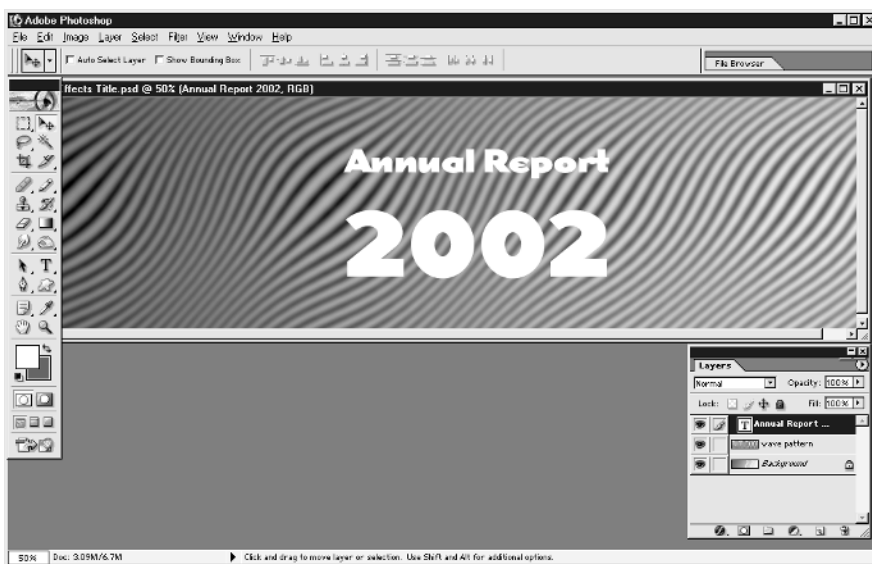 Adobe Photoshop
File Edit Image Layer Select Filter View Window Help
Auto Select Layer Show Bounding Box
File Browser
ffects Title.psd @ 50% (Annual Report 2002, RGB)
Annual Report
2002
T
Layers
Normal Opacity: 100%
Lock: Fill: 100%
T Annual Report ...
wave pattern
Background
50% Doc: 3.09M/6.7M Click and drag to move layer or selection. Use Shift and Alt for additional options.